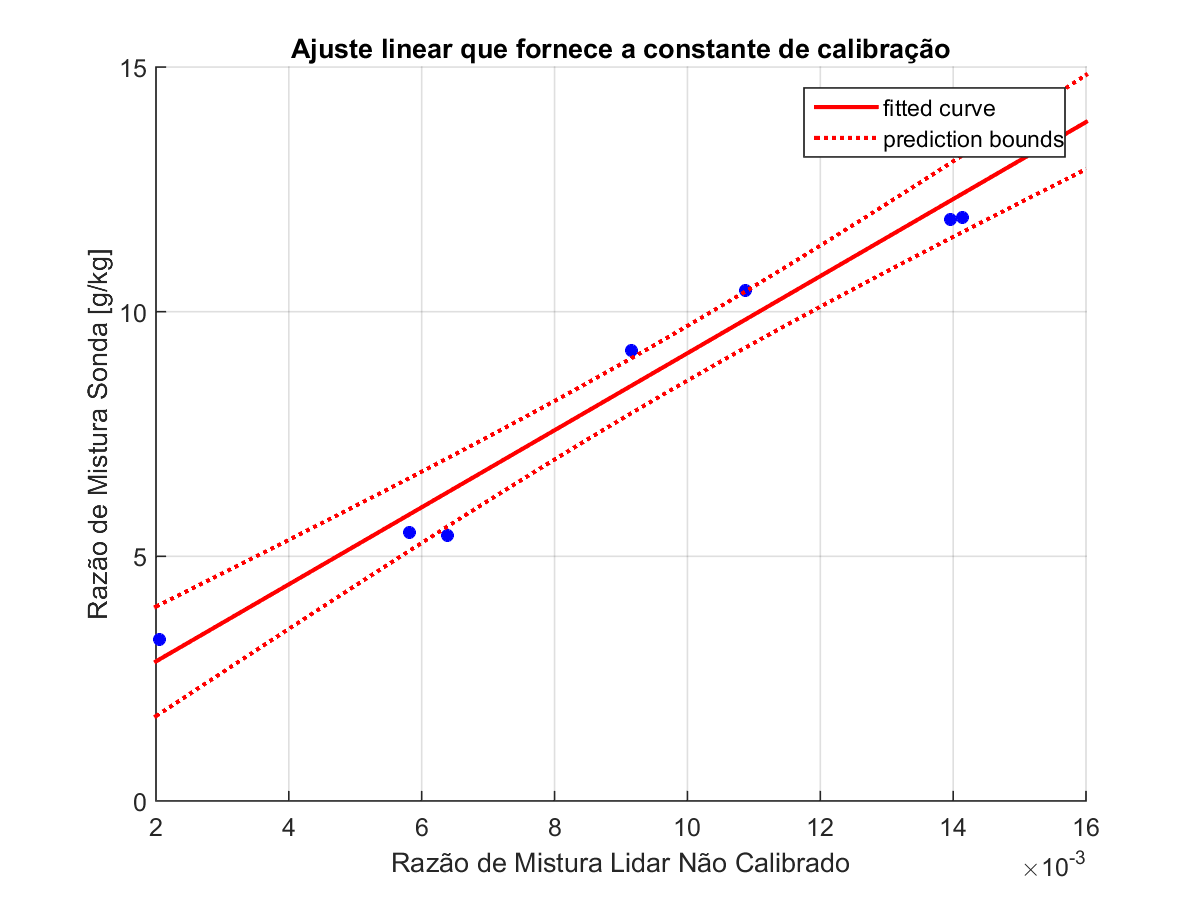 Ajuste linear que fornece a constante de calibração
fitted curve
prediction bounds
Razão de Mistura Sonda [g/kg]
15
10
5
0
2 4 6 8 10 12 14 16
Razão de Mistura Lidar Não Calibrado
×10⁻³